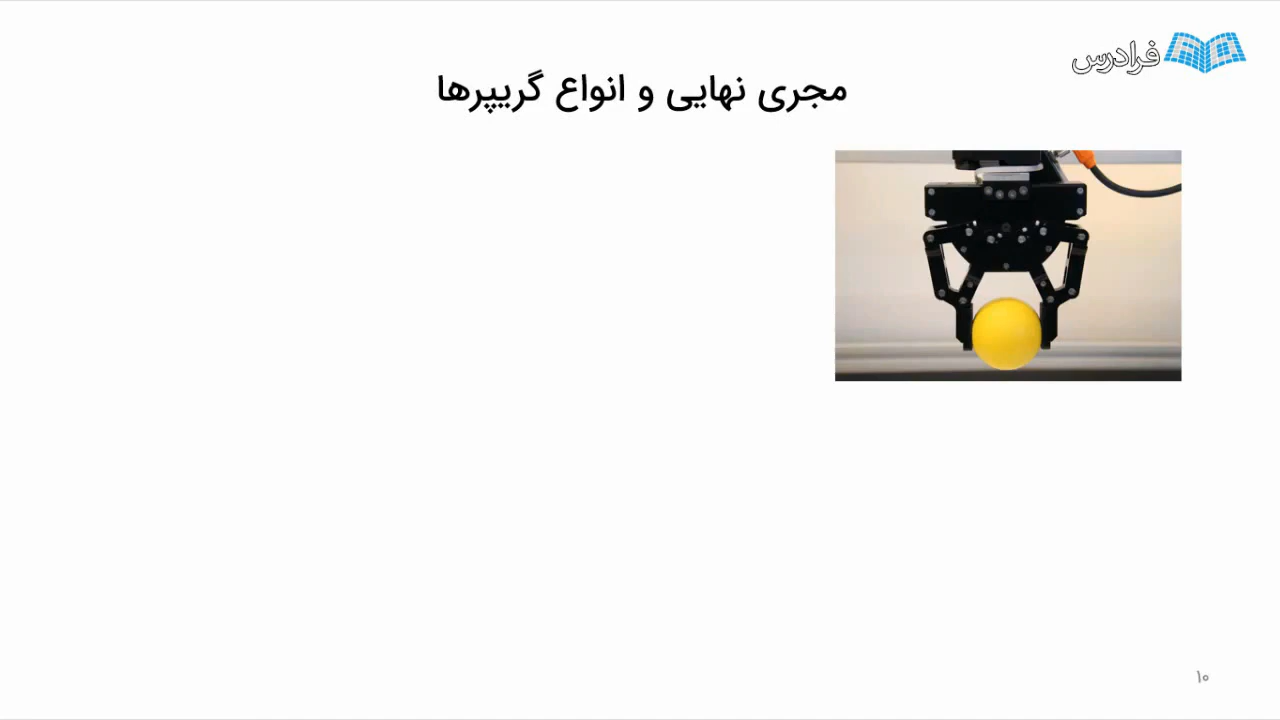 فرادرس
مجری نهایی و انواع گریپرها
۱۰